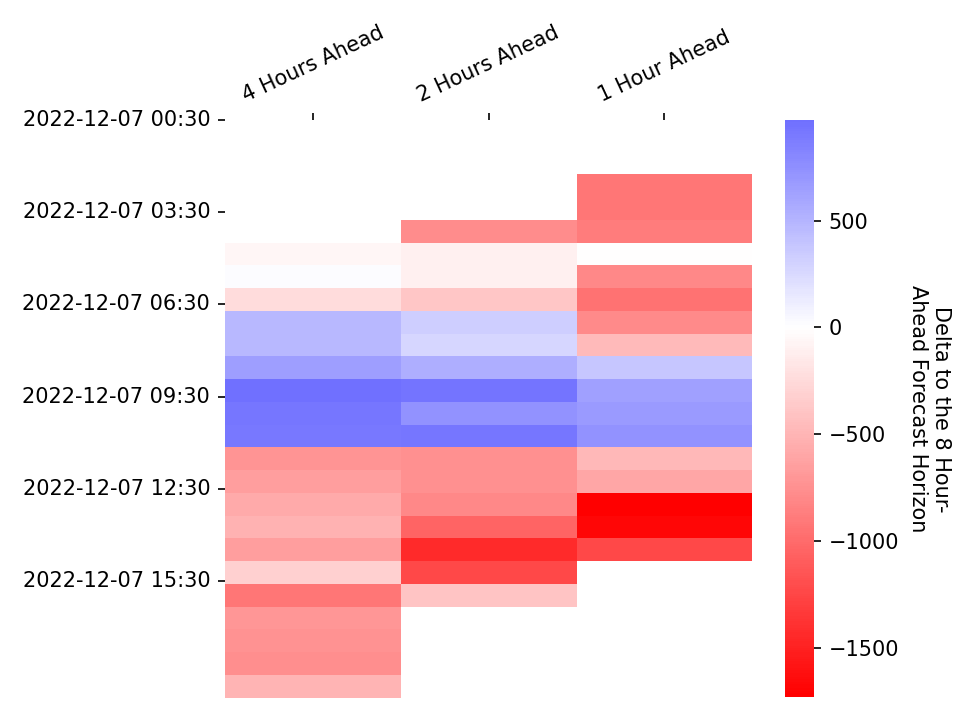 4 Hours Ahead
2 Hours Ahead
1 Hour Ahead
2022-12-07 00:30
2022-12-07 03:30
2022-12-07 06:30
2022-12-07 09:30
2022-12-07 12:30
2022-12-07 15:30
500
0
−500
−1000
−1500
Delta to the 8 Hour-
Ahead Forecast Horizon